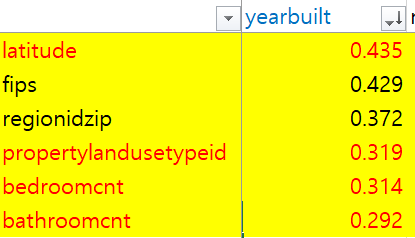 yearbuilt
latitude 0.435
fips 0.429
regionidzip 0.372
propertylandusetypeid 0.319
bedroomcnt 0.314
bathroomcnt 0.292